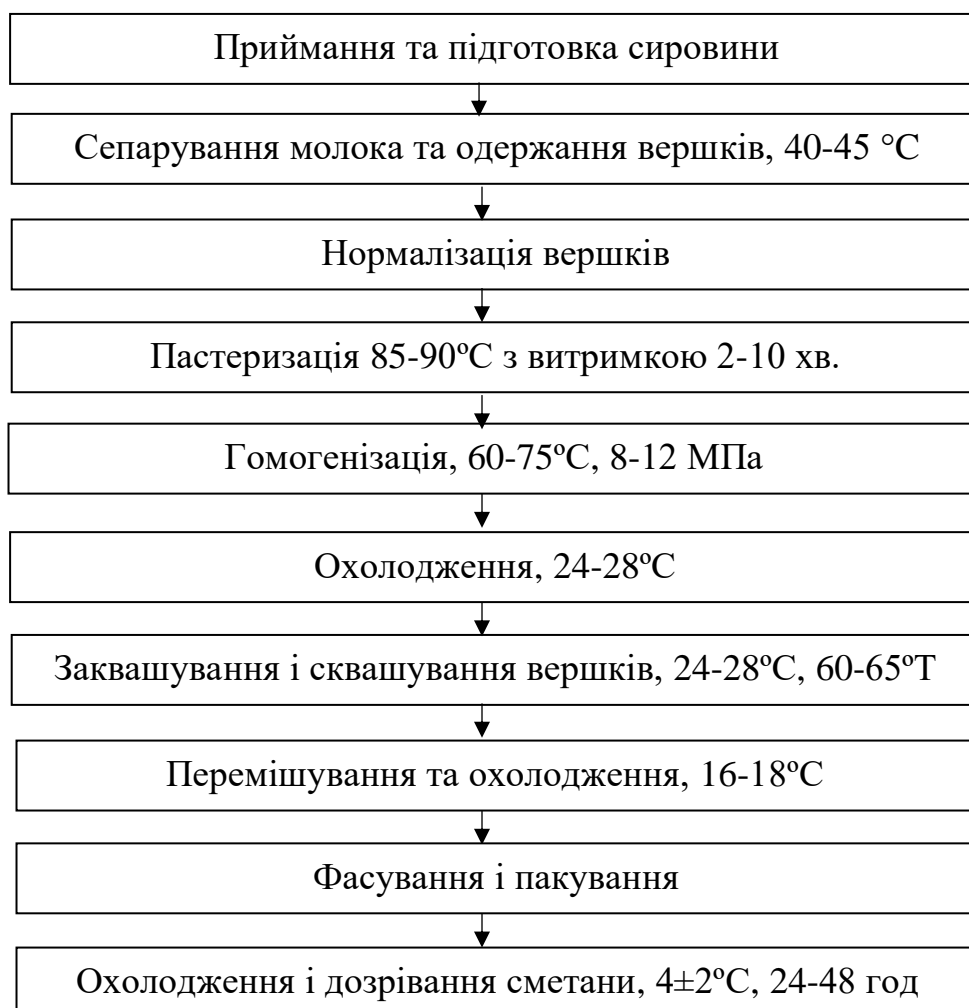 Приймання та підготовка сировини
Сепарування молока та одержання вершків, 40-45 °С
Нормалізація вершків
Пастеризація 85-90ºС з витримкою 2-10 хв.
Гомогенізація, 60-75ºС, 8-12 МПа
Охолодження, 24-28ºС
Заквашування і сквашування вершків, 24-28ºС, 60-65ºТ
Перемішування та охолодження, 16-18ºС
Фасування і пакування
Охолодження і дозрівання сметани, 4±2ºС, 24-48 год